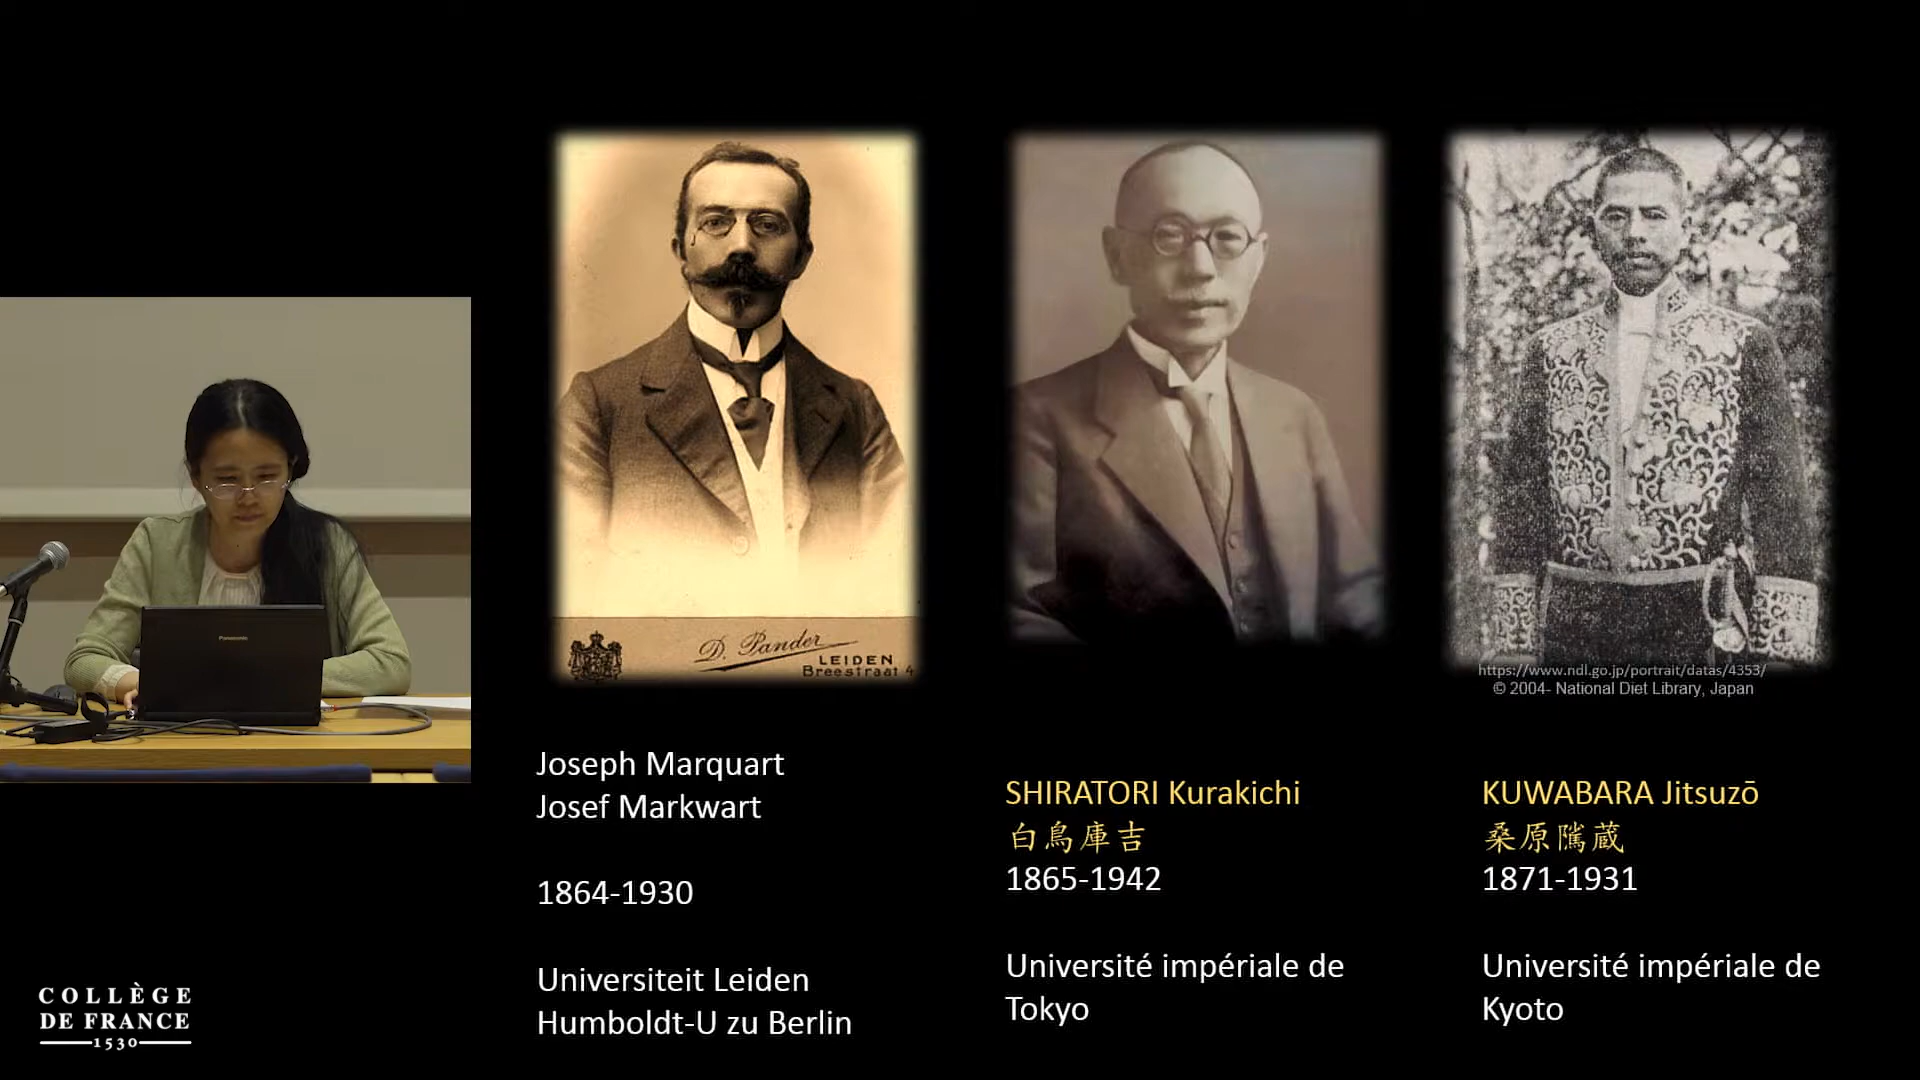 D. Pander
LEIDEN
Breestraat 4
https://www.ndl.go.jp/portrait/datas/4353/
© 2004- National Diet Library, Japan
Joseph Marquart
Josef Markwart
1864-1930
Universiteit Leiden
Humboldt-U zu Berlin
SHIRATORI Kurakichi
白鳥庫吉
1865-1942
Université impériale de
Tokyo
KUWABARA Jitsuzō
桑原隲蔵
1871-1931
Université impériale de
Kyoto
Panasonic
COLLÈGE
DE FRANCE
1530